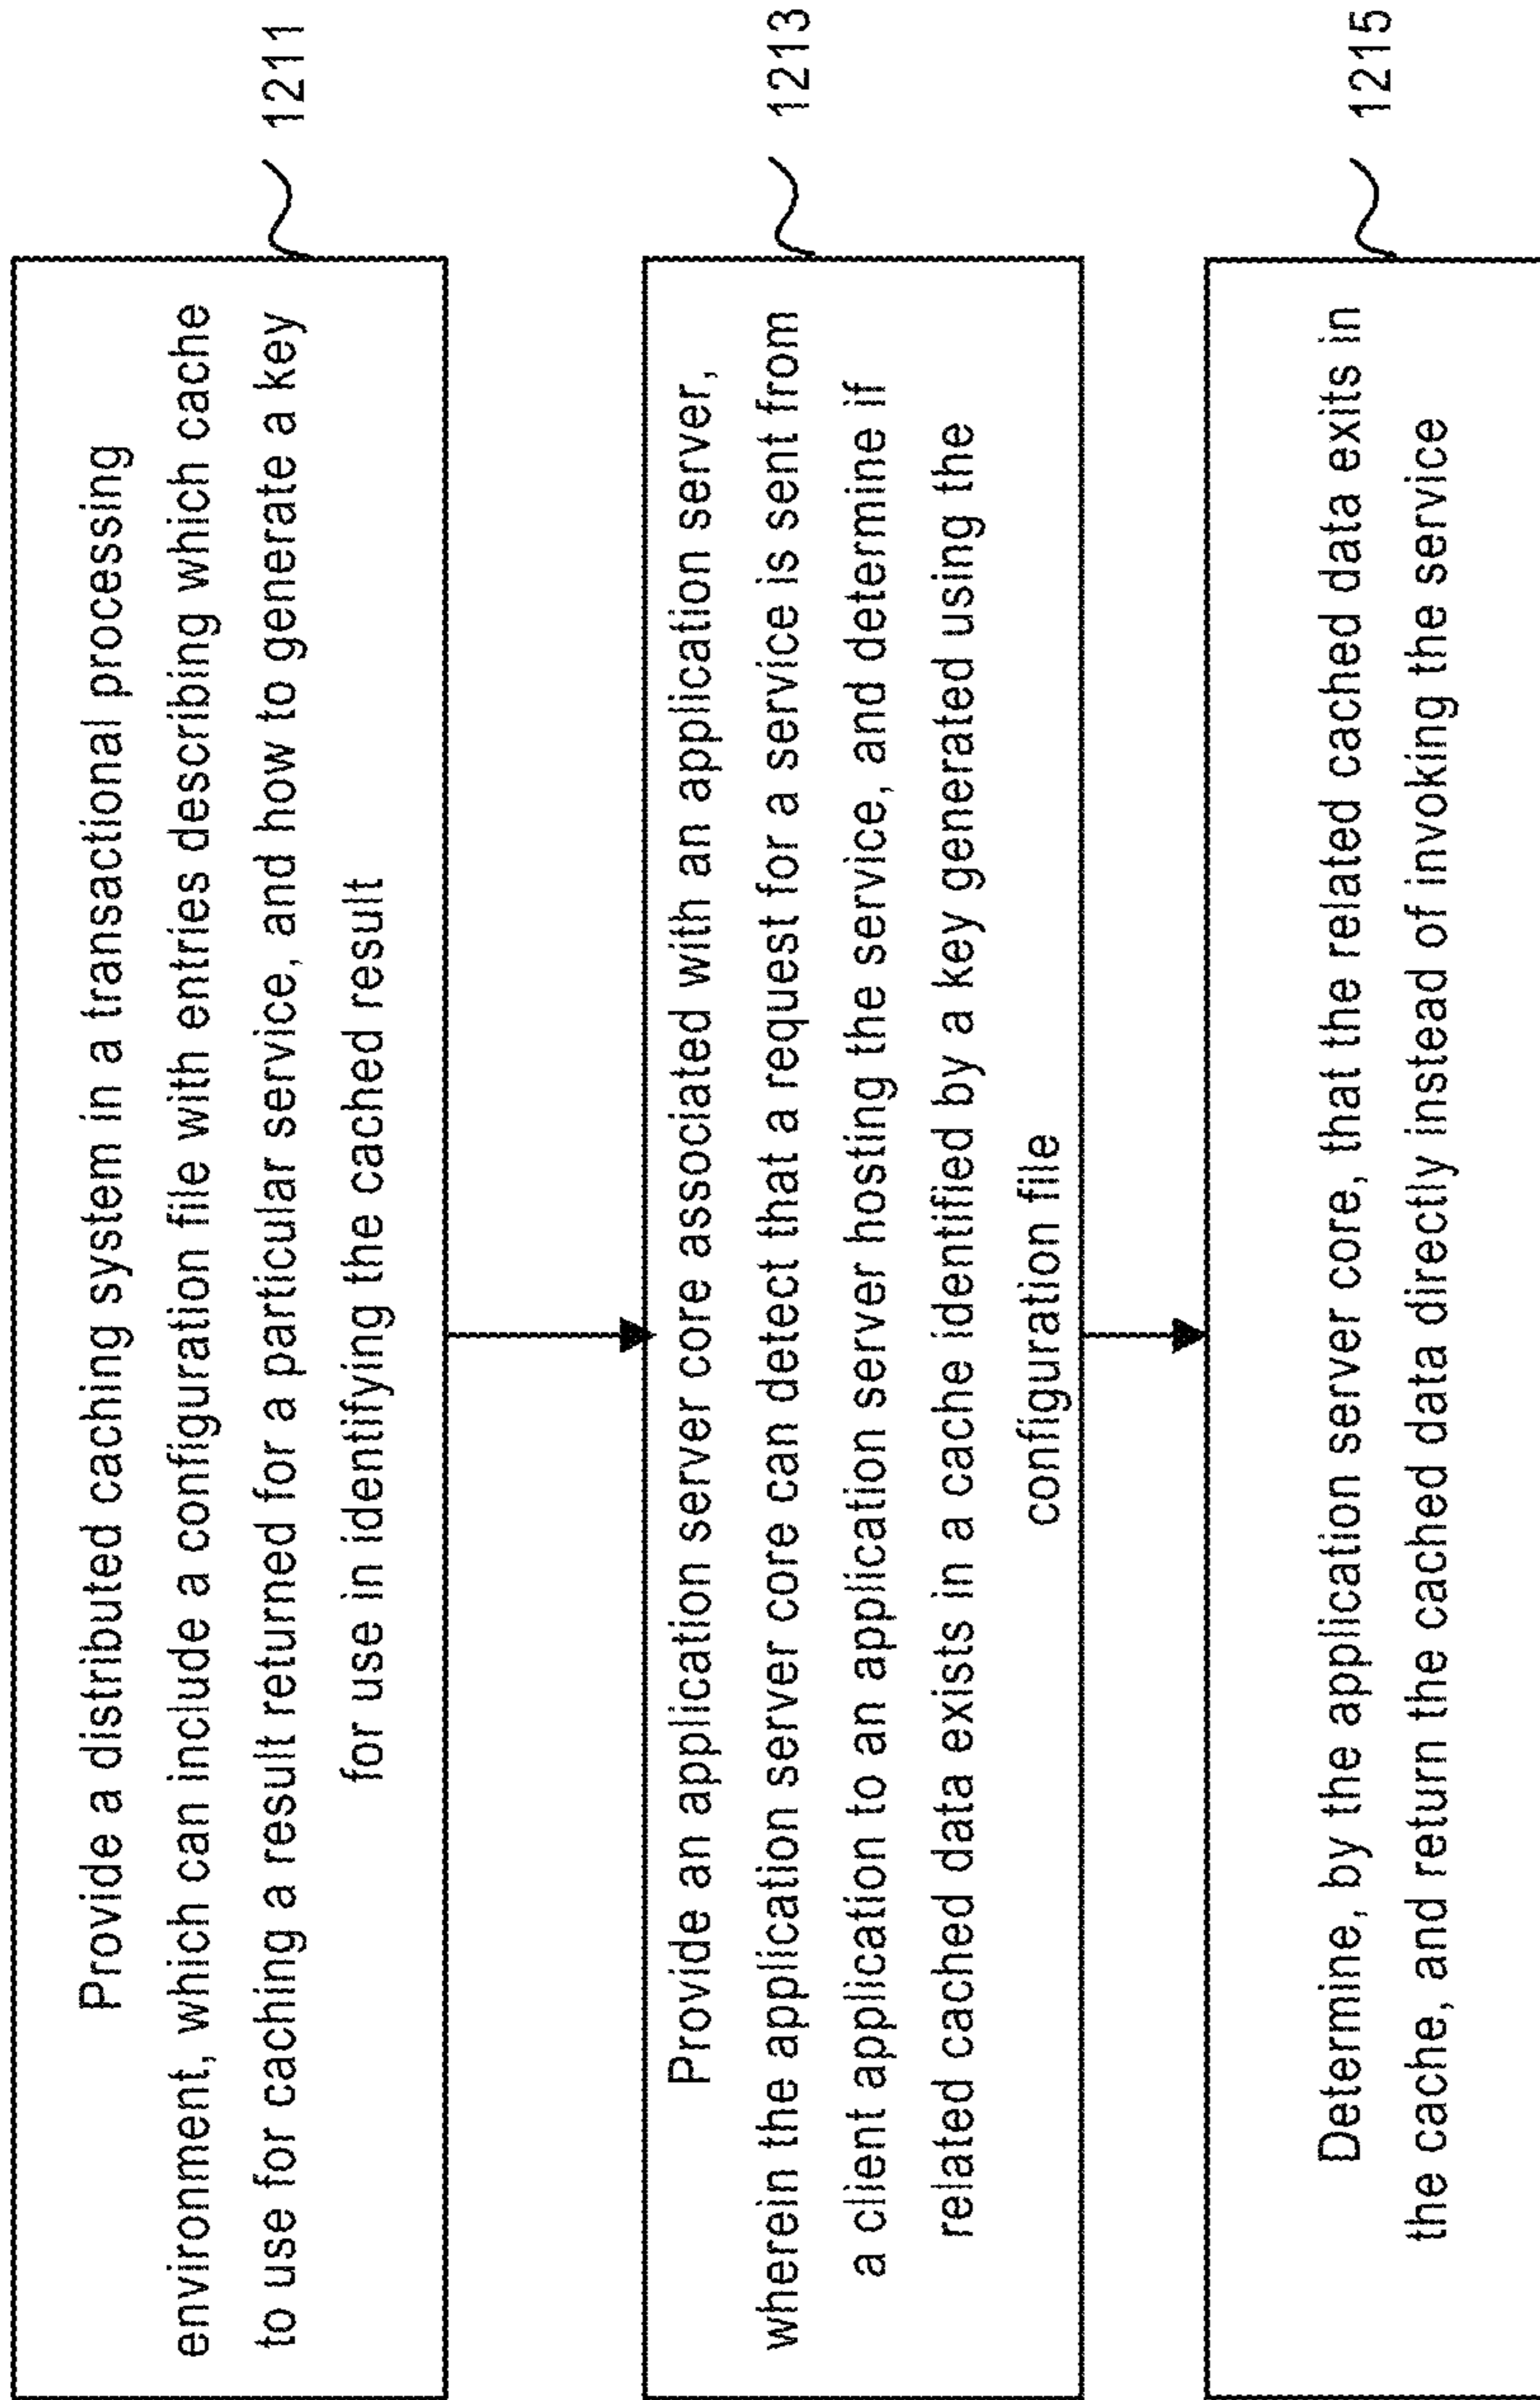 Provide a distributed caching system in a transactional processing
environment, which can include a configuration file with entries describing which cache
to use for caching a result returned for a particular service, and how to generate a key
for use in identifying the cached result
1211
Provide an application server core associated with an application server,
wherein the application server core can detect that a request for a service is sent from
a client application to an application server hosting the service, and determine if
related cached data exists in a cache identified by a key generated using the
configuration file
1213
Determine, by the application server core, that the related cached data exits in
the cache, and return the cached data directly instead of invoking the service
1215